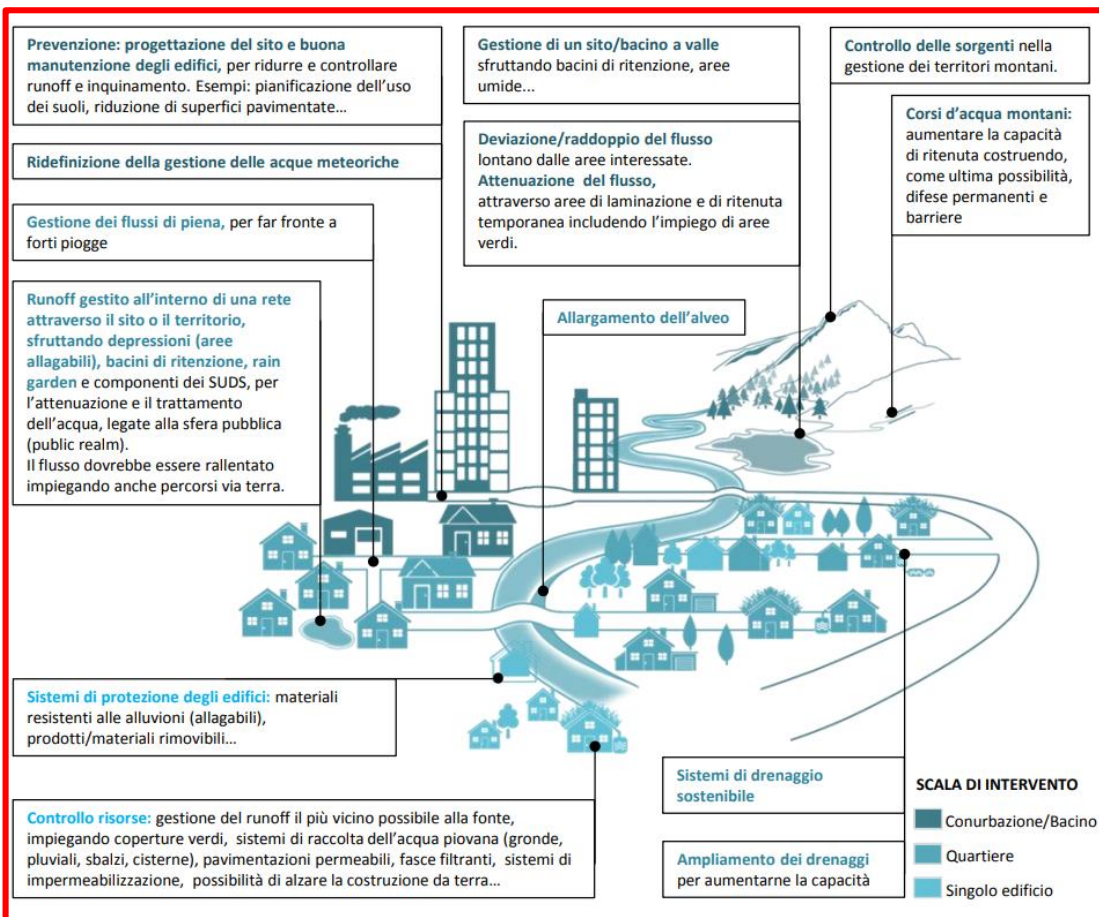 Prevenzione: progettazione del sito e buona
manutenzione degli edifici, per ridurre e controllare
runoff e inquinamento. Esempi: pianificazione dell’uso
dei suoli, riduzione di superfici pavimentate…
Ridefinizione della gestione delle acque meteoriche
Gestione dei flussi di piena, per far fronte a
forti piogge
Runoff gestito all’interno di una rete
attraverso il sito o il territorio,
sfruttando depressioni (aree
allagabili), bacini di ritenzione, rain
garden e componenti dei SUDS, per
l’attenuazione e il trattamento
dell’acqua, legate alla sfera pubblica
(public realm).
Il flusso dovrebbe essere rallentato
impiegando anche percorsi via terra.
Gestione di un sito/bacino a valle
sfruttando bacini di ritenzione, aree
umide...
Deviazione/raddoppio del flusso
lontano dalle aree interessate.
Attenuazione del flusso,
attraverso aree di laminazione e di ritenuta
temporanea includendo l’impiego di aree
verdi.
Controllo delle sorgenti nella
gestione dei territori montani.
Corsi d’acqua montani:
aumentare la capacità
di ritenuta costruendo,
come ultima possibilità,
difese permanenti e
barriere
Allargamento dell’alveo
Sistemi di protezione degli edifici: materiali
resistenti alle alluvioni (allagabili),
prodotti/materiali rimovibili…
Controllo risorse: gestione del runoff il più vicino possibile alla fonte,
impiegando coperture verdi, sistemi di raccolta dell’acqua piovana (gronde,
pluviali, sbalzi, cisterne), pavimentazioni permeabili, fasce filtranti, sistemi di
impermeabilizzazione, possibilità di alzare la costruzione da terra…
Sistemi di drenaggio
sostenibile
Ampliamento dei drenaggi
per aumentarne la capacità
SCALA DI INTERVENTO
Conurbazione/Bacino
Quartiere
Singolo edificio